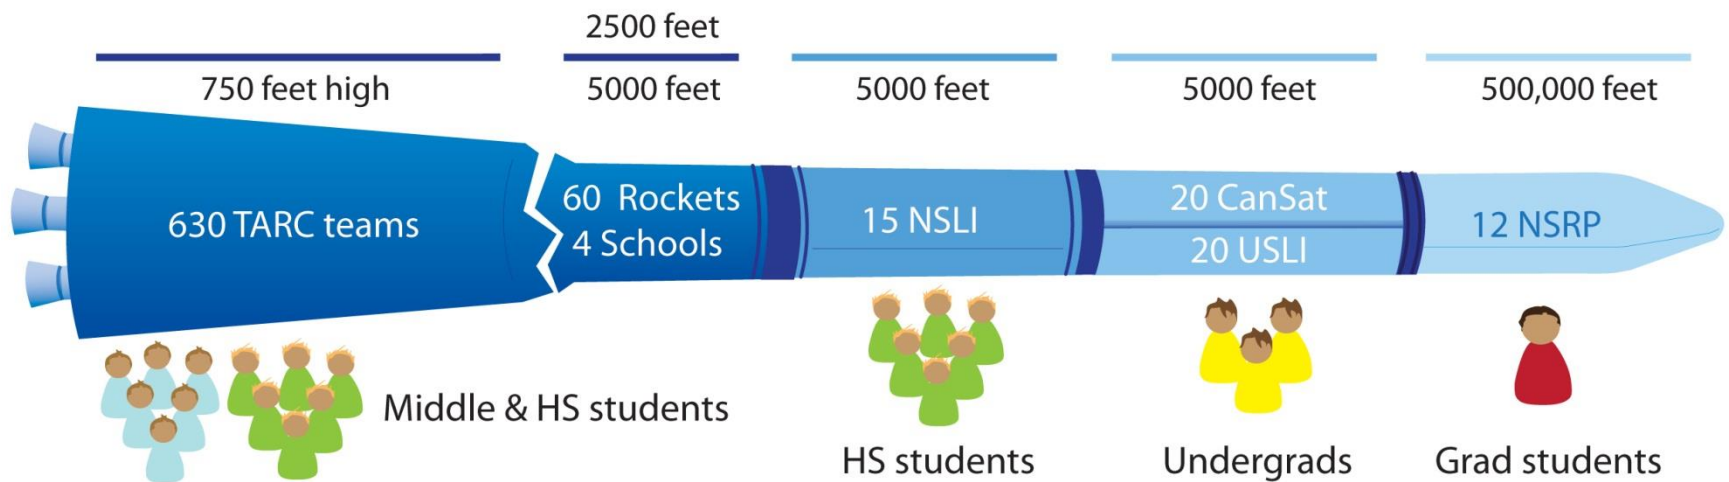 2500 feet
750 feet high
5000 feet
5000 feet
5000 feet
500,000 feet
630 TARC teams
60 Rockets
4 Schools
15 NSLI
20 CanSat
20 USLI
12 NSRP
Middle & HS students
HS students
Undergrads
Grad students